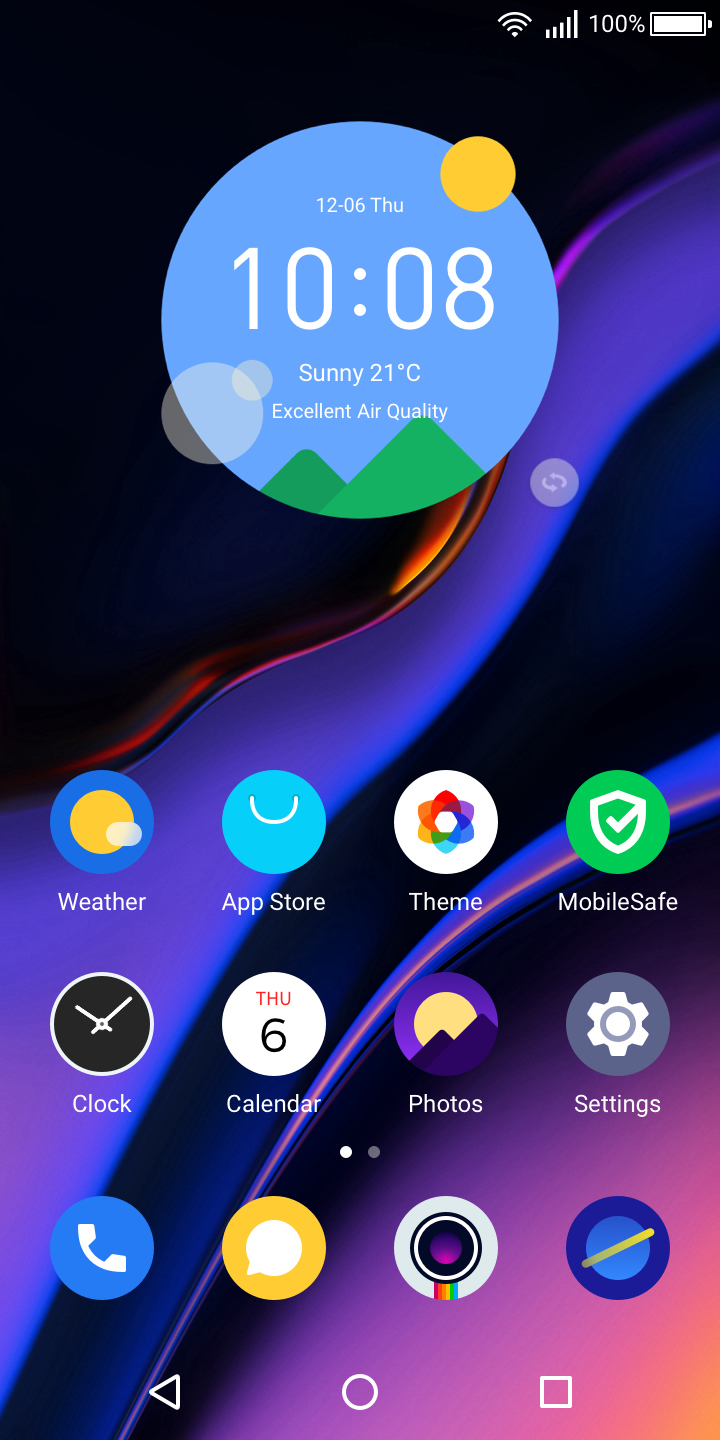 100%
12-06 Thu
10:08
Sunny 21°C
Excellent Air Quality
Weather
App Store
Theme
MobileSafe
THU
6
Clock
Calendar
Photos
Settings